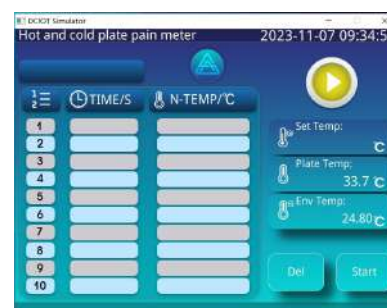 DCIOT Simulator
Hot and cold plate pain meter 2023-11-07 09:34:5
TIME/S N-TEMP/℃
1
2
3
4
5
6
7
8
9
10
Set Temp:
℃
Plate Temp:
33.7 ℃
Env Temp:
24.80 ℃
Del Start